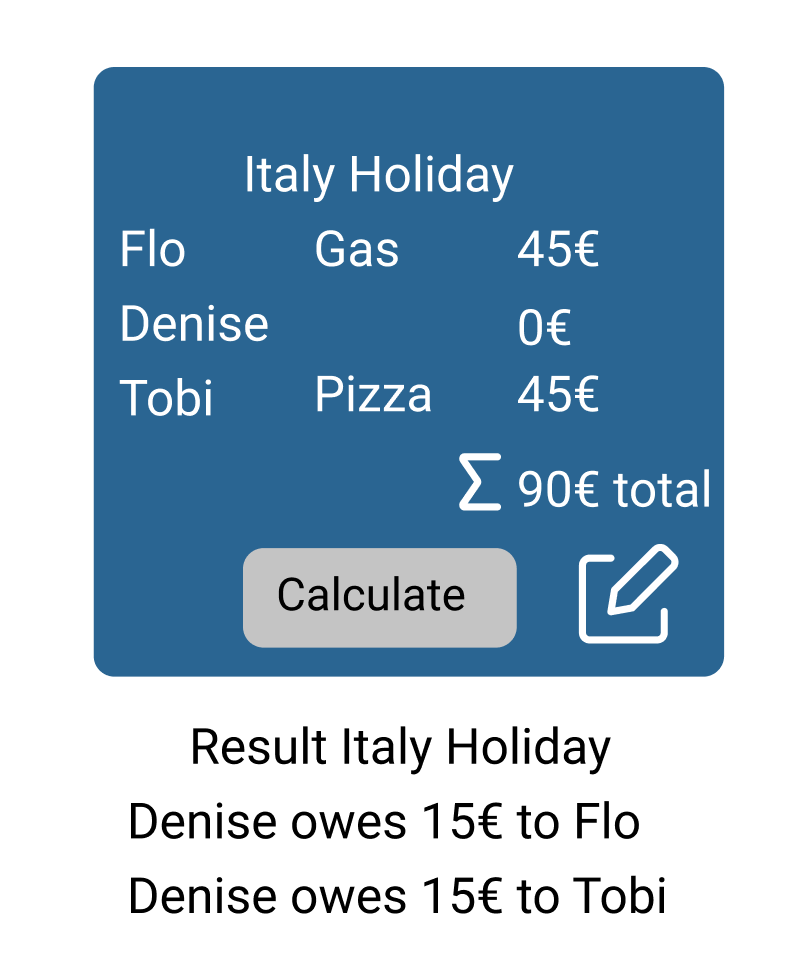 Italy Holiday
Flo Gas 45€
Denise 0€
Tobi Pizza 45€
Σ 90€ total
Calculate
Result Italy Holiday
Denise owes 15€ to Flo
Denise owes 15€ to Tobi